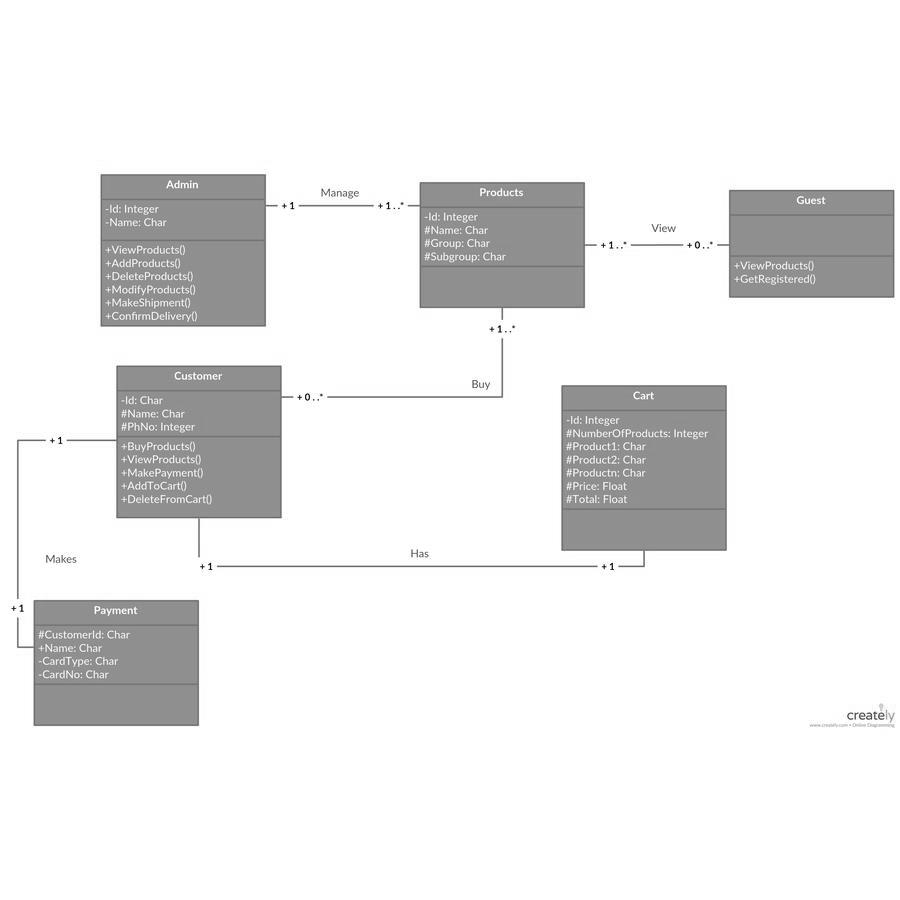 Admin
-Id: Integer
-Name: Char
+ViewProducts()
+AddProducts()
+DeleteProducts()
+ModifyProducts()
+MakeShipment()
+ConfirmDelivery()
+1
Manage
+1..*
Products
-Id: Integer
#Name: Char
#Group: Char
#Subgroup: Char
+1..*
View
+0..*
Guest
+ViewProducts()
+GetRegistered()
+1..*
Buy
+0..*
Customer
-Id: Char
#Name: Char
#PhNo: Integer
+BuyProducts()
+ViewProducts()
+MakePayment()
+AddToCart()
+DeleteFromCart()
Cart
-Id: Integer
#NumberOfProducts: Integer
#Product1: Char
#Product2: Char
#Productn: Char
#Price: Float
#Total: Float
+1
Has
+1
+1
Makes
+1
Payment
#CustomerId: Char
+Name: Char
-CardType: Char
-CardNo: Char
creately
www.creately.com • Online Diagramming